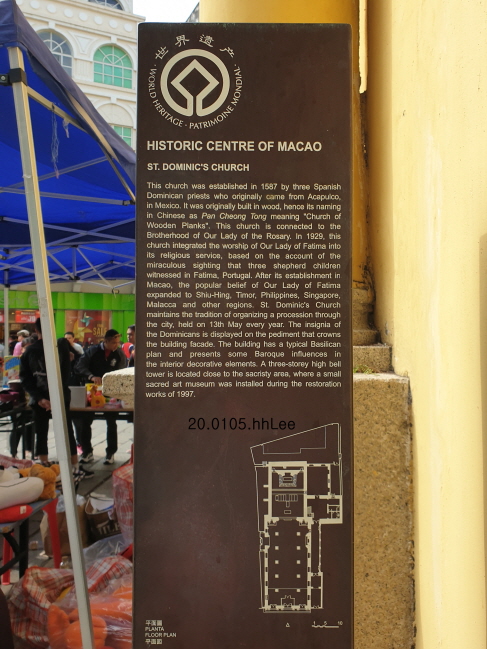 世界遗产
WORLD HERITAGE · PATRIMOINE MONDIAL
HISTORIC CENTRE OF MACAO
ST. DOMINIC'S CHURCH
This church was established in 1587 by three Spanish
Dominican priests who originally came from Acapulco,
in Mexico. It was originally built in wood, hence its naming
in Chinese as Pan Cheong Tong meaning "Church of
Wooden Planks". This church is connected to the
Brotherhood of Our Lady of the Rosary. In 1929, this
church integrated the worship of Our Lady of Fatima into
its religious service, based on the account of the
miraculous sighting that three shepherd children
witnessed in Fatima, Portugal. After its establishment in
Macao, the popular belief of Our Lady of Fatima
expanded to Shiu-Hing, Timor, Philippines, Singapore,
Malacca and other regions. St. Dominic's Church
maintains the tradition of organizing a procession through
the city, held on 13th May every year. The insignia of
the Dominicans is displayed on the pediment that crowns
the building facade. The building has a typical Basilican
plan and presents some Baroque influences in
the interior decorative elements. A three-storey high bell
tower is located close to the sacristy area, where a small
sacred art museum was installed during the restoration
works of 1997.
20.0105.hhLee
平面圖
PLANTA
FLOOR PLAN
平面図